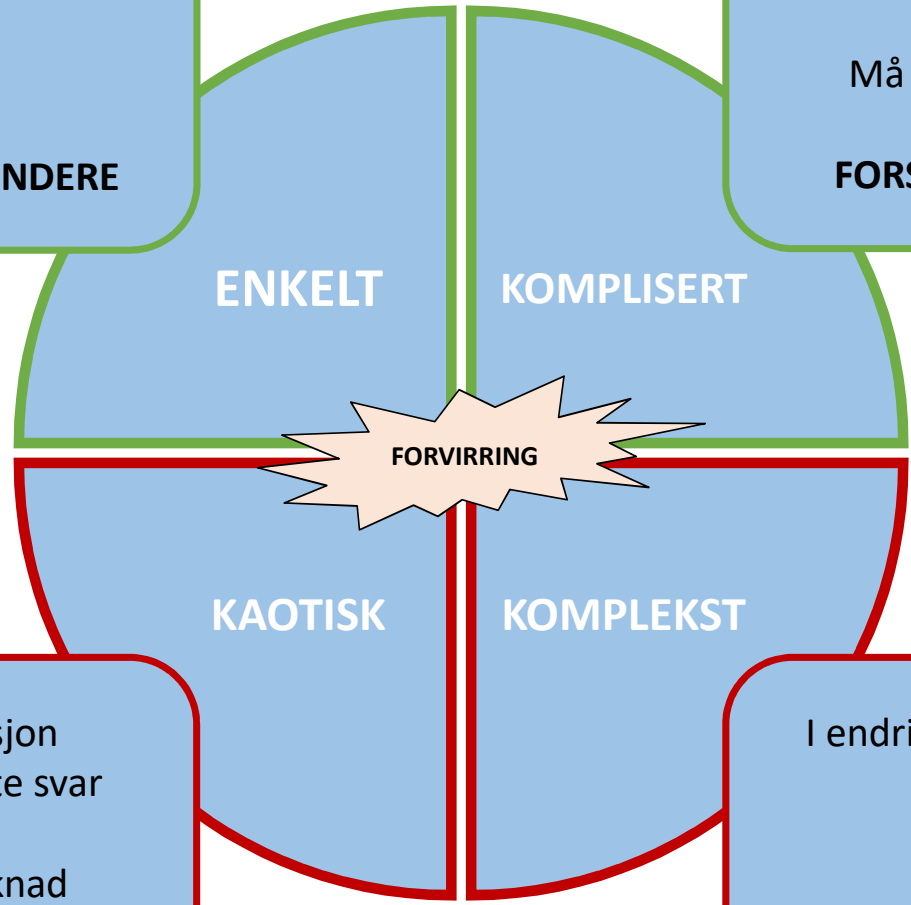 Må
NDERE
FORS
ENKELT
KOMPLISERT
FORVIRRING
KAOTISK
KOMPLEKST
sjon
te svar
knad
I endri